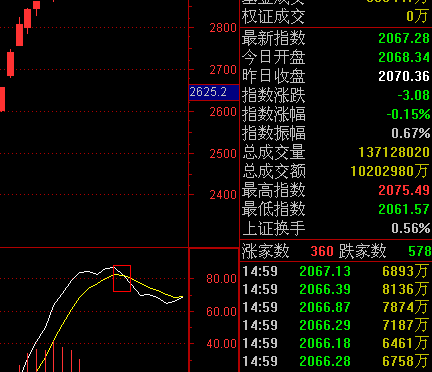 权证成交 0万
2800 最新指数 2067.28
今日开盘 2068.34
2700 昨日收盘 2070.36
2625.2 指数涨跌 -3.08
2600 指数涨幅 -0.15%
指数振幅 0.67%
2500 总成交量 137128020
总成交额 10202980万
2400 最高指数 2075.49
最低指数 2061.57
上证换手 0.56%
涨家数 360 跌家数 578
80.00 14:59 2067.13 6893万
14:59 2066.39 8136万
60.00 14:59 2066.87 7874万
14:59 2066.29 7187万
40.00 14:59 2066.18 6461万
14:59 2066.28 6758万